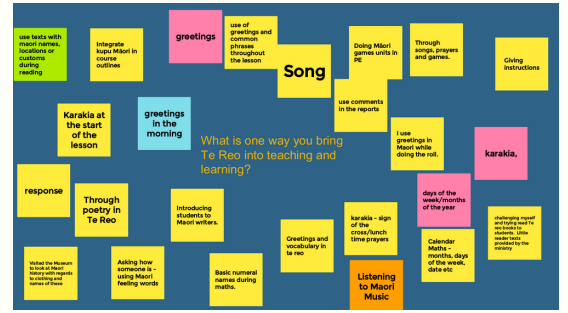 use texts with
maori names,
locations or
customs
during
reading
Integrate
kupu Māori in
course
outlines
greetings
use of
greetings and
common
phrases
throughout
the lesson
Song
Doing Māori
games units in
PE
Through
songs, prayers
and games.
Giving
instructions
use comments
in the reports
Karakia at
the start
of the
lesson
greetings
in the
morning
What is one way you bring
Te Reo into teaching and
learning?
I use
greetings in
Maori while
doing the roll.
karakia,
response
Through
poetry in
Te Reo
Introducing
students to
Maori writers.
days of the
week/months
of the year
Greetings and
vocabulary in
te reo
karakia - sign
of the
cross/lunch
time prayers
Calendar
Maths -
months, days
of the week,
date etc
challenging myself
and trying read Te
reo books to
students. Little
reader texts
provided by the
ministry
Visited the Museum
to look at Maori
history with regards
to clothing and
names of these
Asking how
someone is -
using Maori
feeling words
Basic numeral
names during
maths.
Listening
to Maori
Music